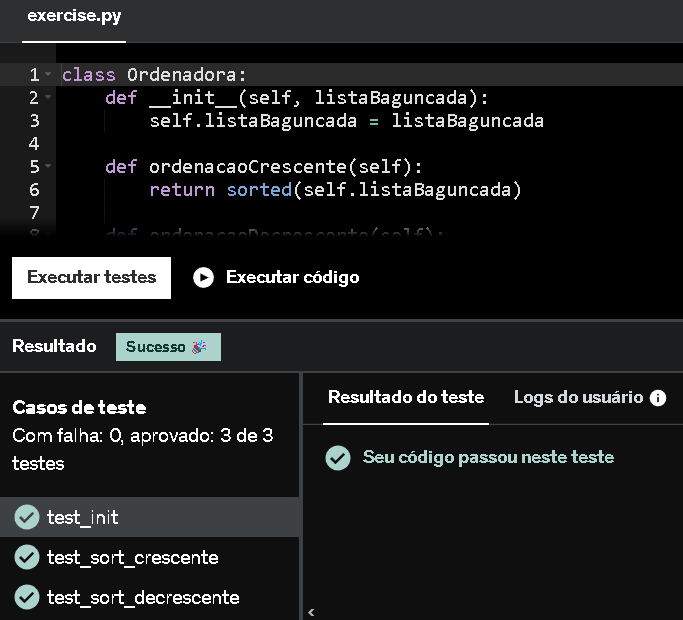 exercise.py
1 class Ordenadora:
2 def __init__(self, listaBaguncada):
3 self.listaBaguncada = listaBaguncada
4
5 def ordenacaoCrescente(self):
6 return sorted(self.listaBaguncada)
7
8 def ordenacaoDecrescente(self):
Executar testes Executar código
Resultado Sucesso 🎉
Casos de teste
Com falha: 0, aprovado: 3 de 3
testes
test_init
test_sort_crescente
test_sort_decrescente
Resultado do teste Logs do usuário
Seu código passou neste teste